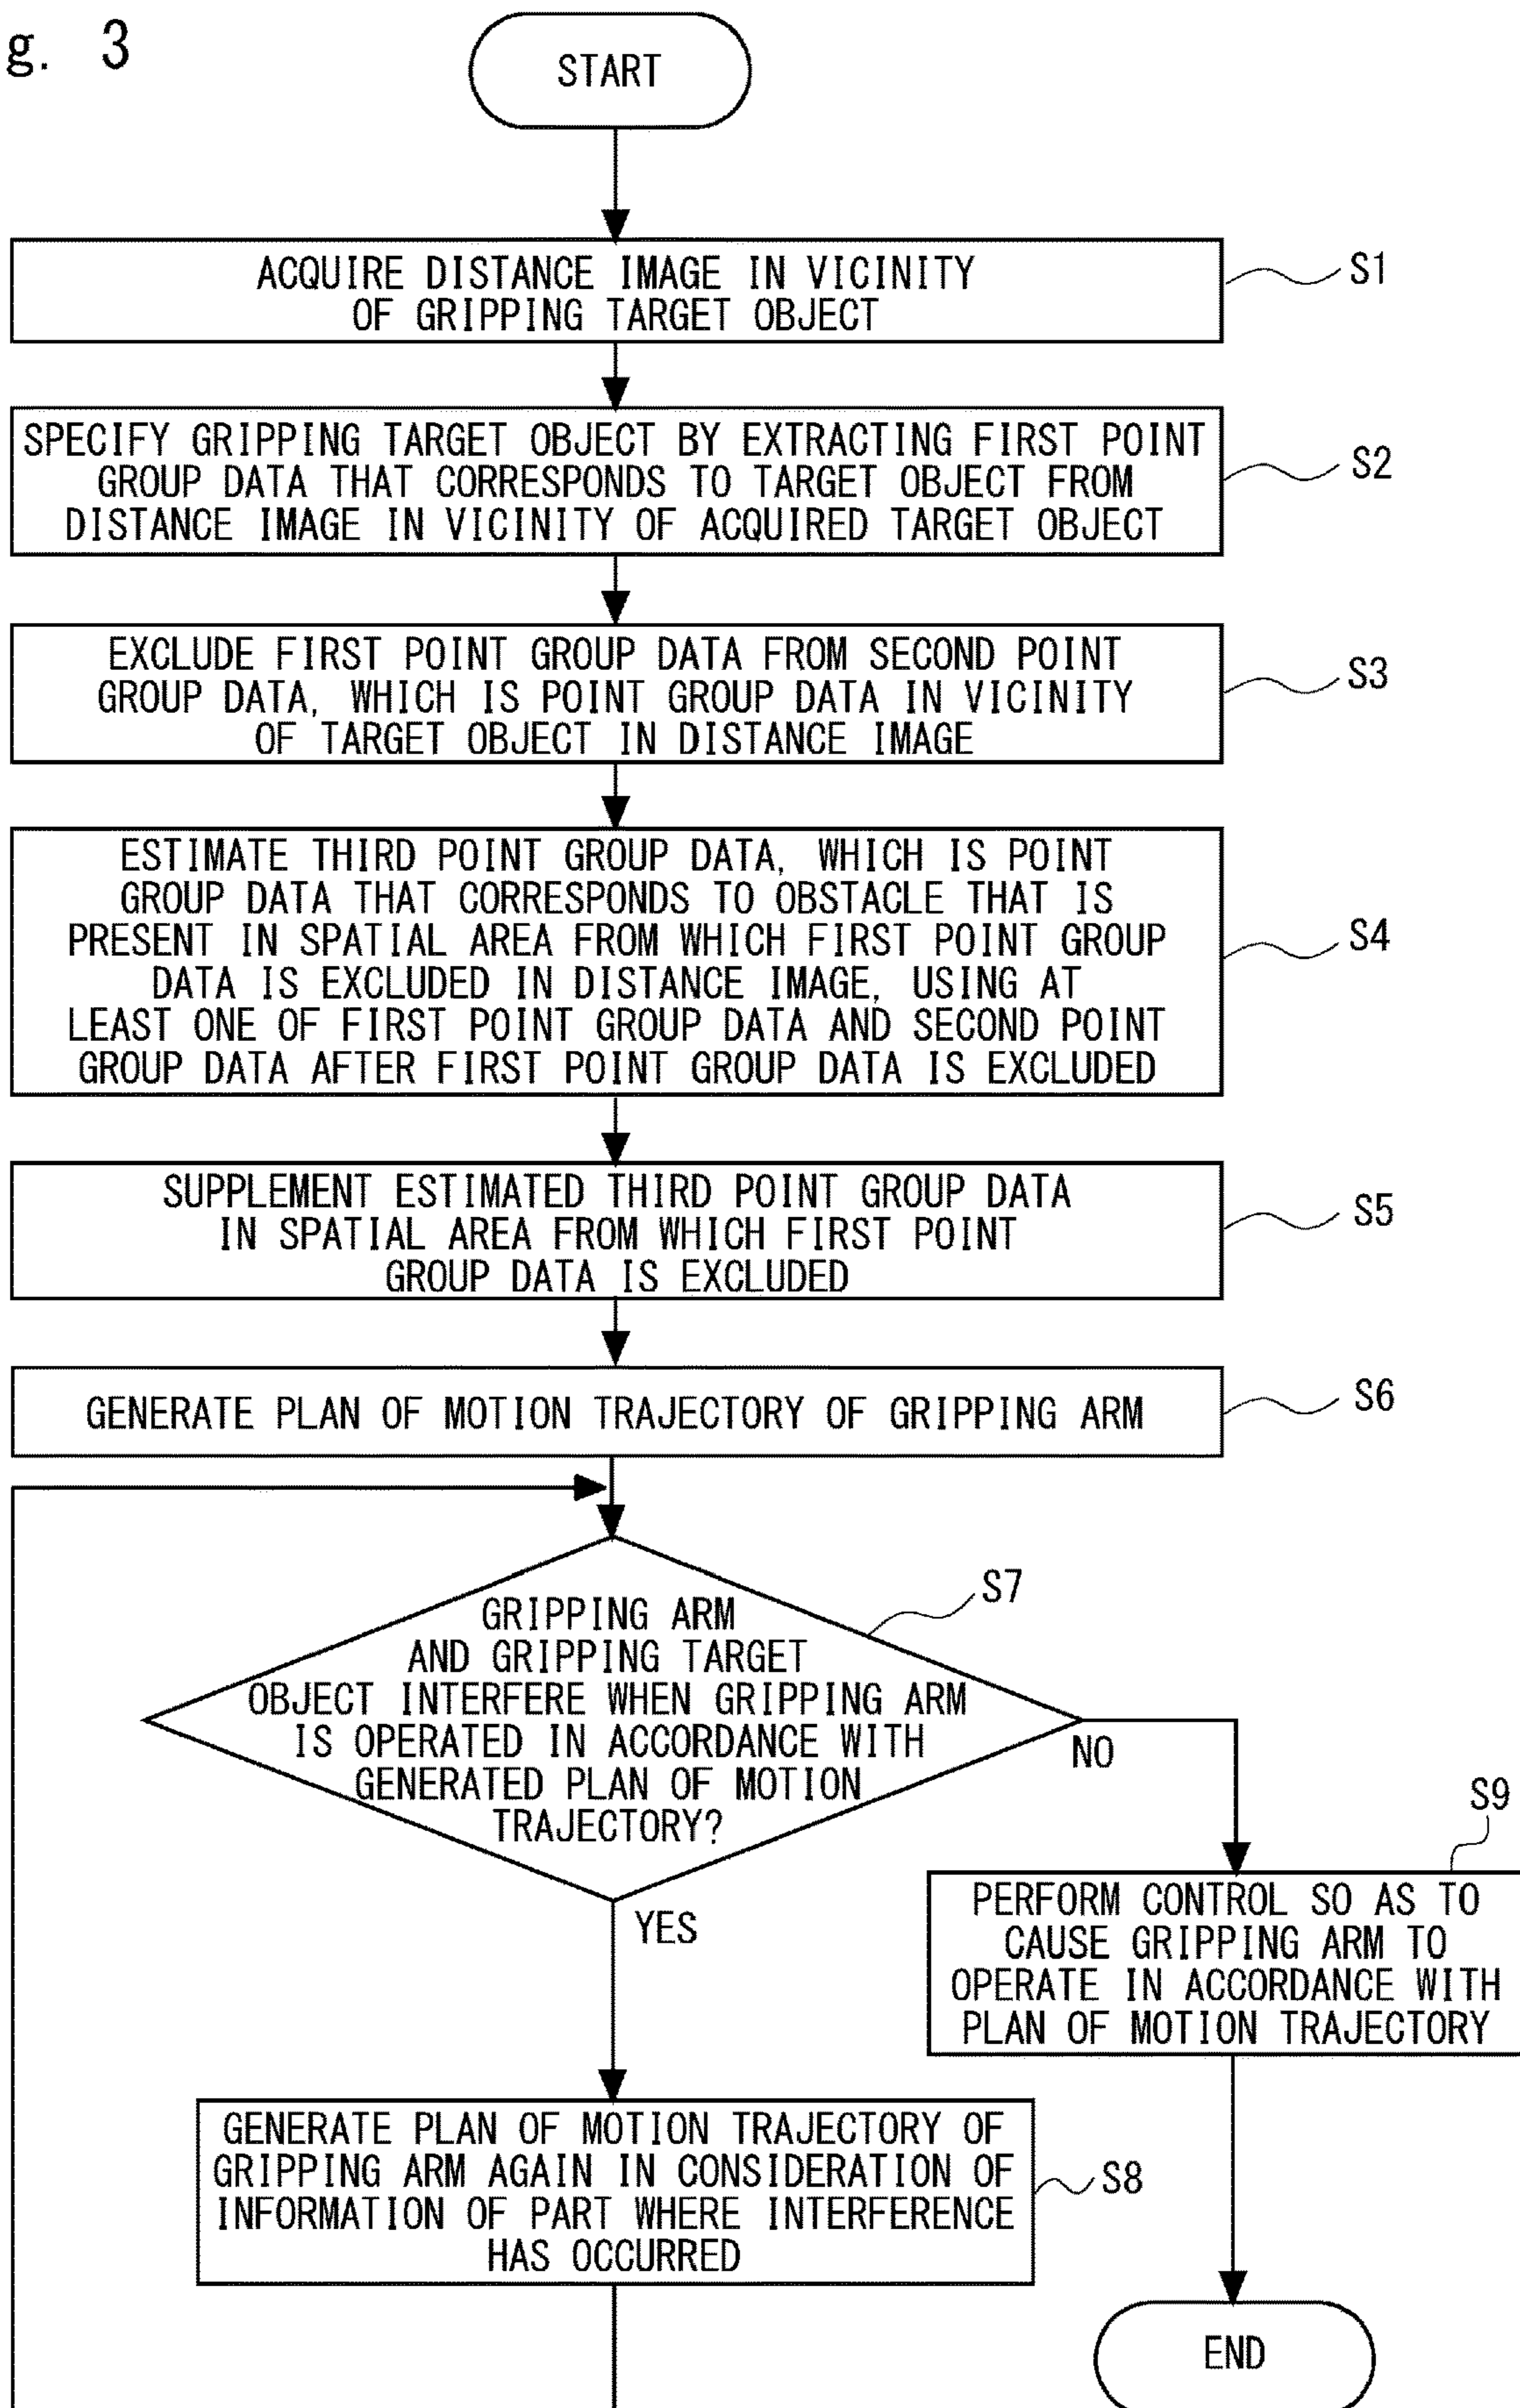 g. 3
START
ACQUIRE DISTANCE IMAGE IN VICINITY
OF GRIPPING TARGET OBJECT
S1
SPECIFY GRIPPING TARGET OBJECT BY EXTRACTING FIRST POINT
GROUP DATA THAT CORRESPONDS TO TARGET OBJECT FROM
DISTANCE IMAGE IN VICINITY OF ACQUIRED TARGET OBJECT
S2
EXCLUDE FIRST POINT GROUP DATA FROM SECOND POINT
GROUP DATA, WHICH IS POINT GROUP DATA IN VICINITY
OF TARGET OBJECT IN DISTANCE IMAGE
S3
ESTIMATE THIRD POINT GROUP DATA, WHICH IS POINT
GROUP DATA THAT CORRESPONDS TO OBSTACLE THAT IS
PRESENT IN SPATIAL AREA FROM WHICH FIRST POINT GROUP
DATA IS EXCLUDED IN DISTANCE IMAGE, USING AT
LEAST ONE OF FIRST POINT GROUP DATA AND SECOND POINT
GROUP DATA AFTER FIRST POINT GROUP DATA IS EXCLUDED
S4
SUPPLEMENT ESTIMATED THIRD POINT GROUP DATA
IN SPATIAL AREA FROM WHICH FIRST POINT
GROUP DATA IS EXCLUDED
S5
GENERATE PLAN OF MOTION TRAJECTORY OF GRIPPING ARM
S6
GRIPPING ARM
AND GRIPPING TARGET
OBJECT INTERFERE WHEN GRIPPING ARM
IS OPERATED IN ACCORDANCE WITH
GENERATED PLAN OF MOTION
TRAJECTORY?
S7
NO
YES
S9
PERFORM CONTROL SO AS TO
CAUSE GRIPPING ARM TO
OPERATE IN ACCORDANCE WITH
PLAN OF MOTION TRAJECTORY
GENERATE PLAN OF MOTION TRAJECTORY OF
GRIPPING ARM AGAIN IN CONSIDERATION OF
INFORMATION OF PART WHERE INTERFERENCE
HAS OCCURRED
S8
END